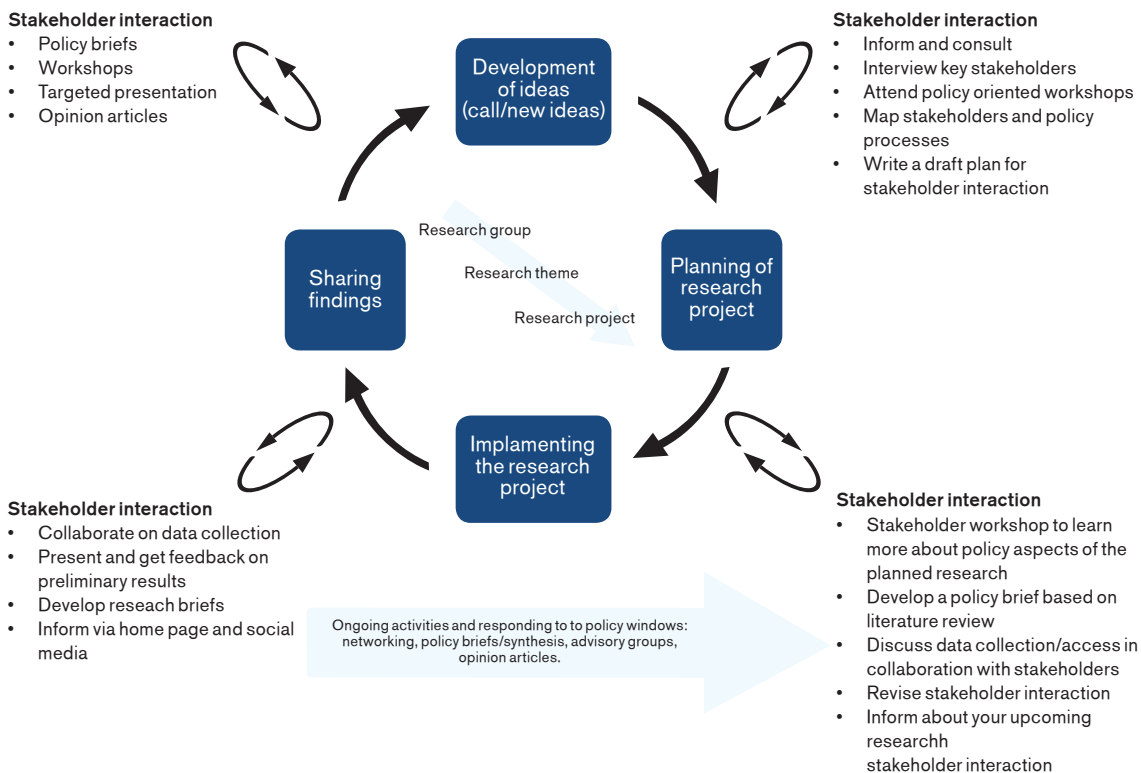 Stakeholder interaction
• Policy briefs
• Workshops
• Targeted presentation
• Opinion articles
Development
of ideas
(call/new ideas)
Stakeholder interaction
• Inform and consult
• Interview key stakeholders
• Attend policy oriented workshops
• Map stakeholders and policy
processes
• Write a draft plan for
stakeholder interaction
Sharing
findings
Research group
Research theme
Research project
Planning of
research
project
Implamenting
the research
project
Stakeholder interaction
• Collaborate on data collection
• Present and get feedback on
preliminary results
• Develop reseach briefs
• Inform via home page and social
media
Ongoing activities and responding to to policy windows:
networking, policy briefs/synthesis, advisory groups,
opinion articles.
Stakeholder interaction
• Stakeholder workshop to learn
more about policy aspects of the
planned research
• Develop a policy brief based on
literature review
• Discuss data collection/access in
collaboration with stakeholders
• Revise stakeholder interaction
• Inform about your upcoming
researchh
stakeholder interaction